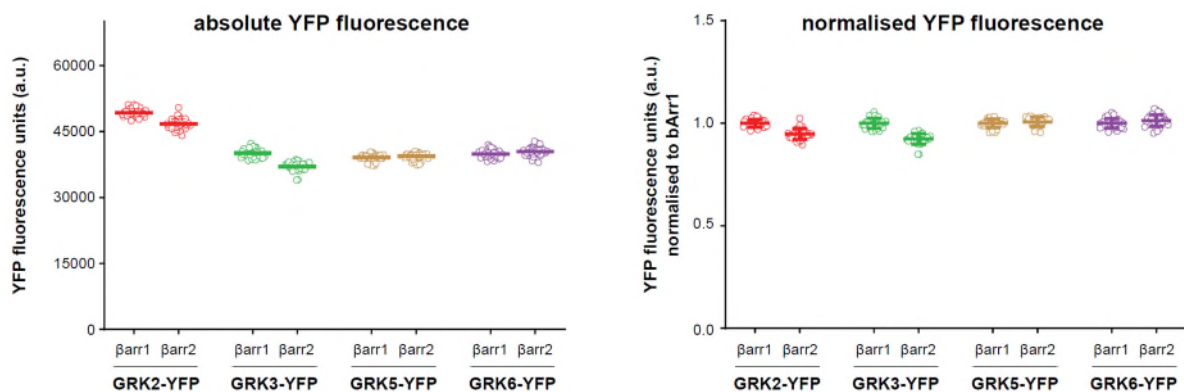 absolute YFP fluorescence
YFP fluorescence units (a.u.)
60000
45000
30000
15000
0
βarr1 βarr2 βarr1 βarr2 βarr1 βarr2 βarr1 βarr2
GRK2-YFP GRK3-YFP GRK5-YFP GRK6-YFP
normalised YFP fluorescence
YFP fluorescence units (a.u.)
normalised to bArr1
1.5
1.0
0.5
0.0
βarr1 βarr2 βarr1 βarr2 βarr1 βarr2 βarr1 βarr2
GRK2-YFP GRK3-YFP GRK5-YFP GRK6-YFP